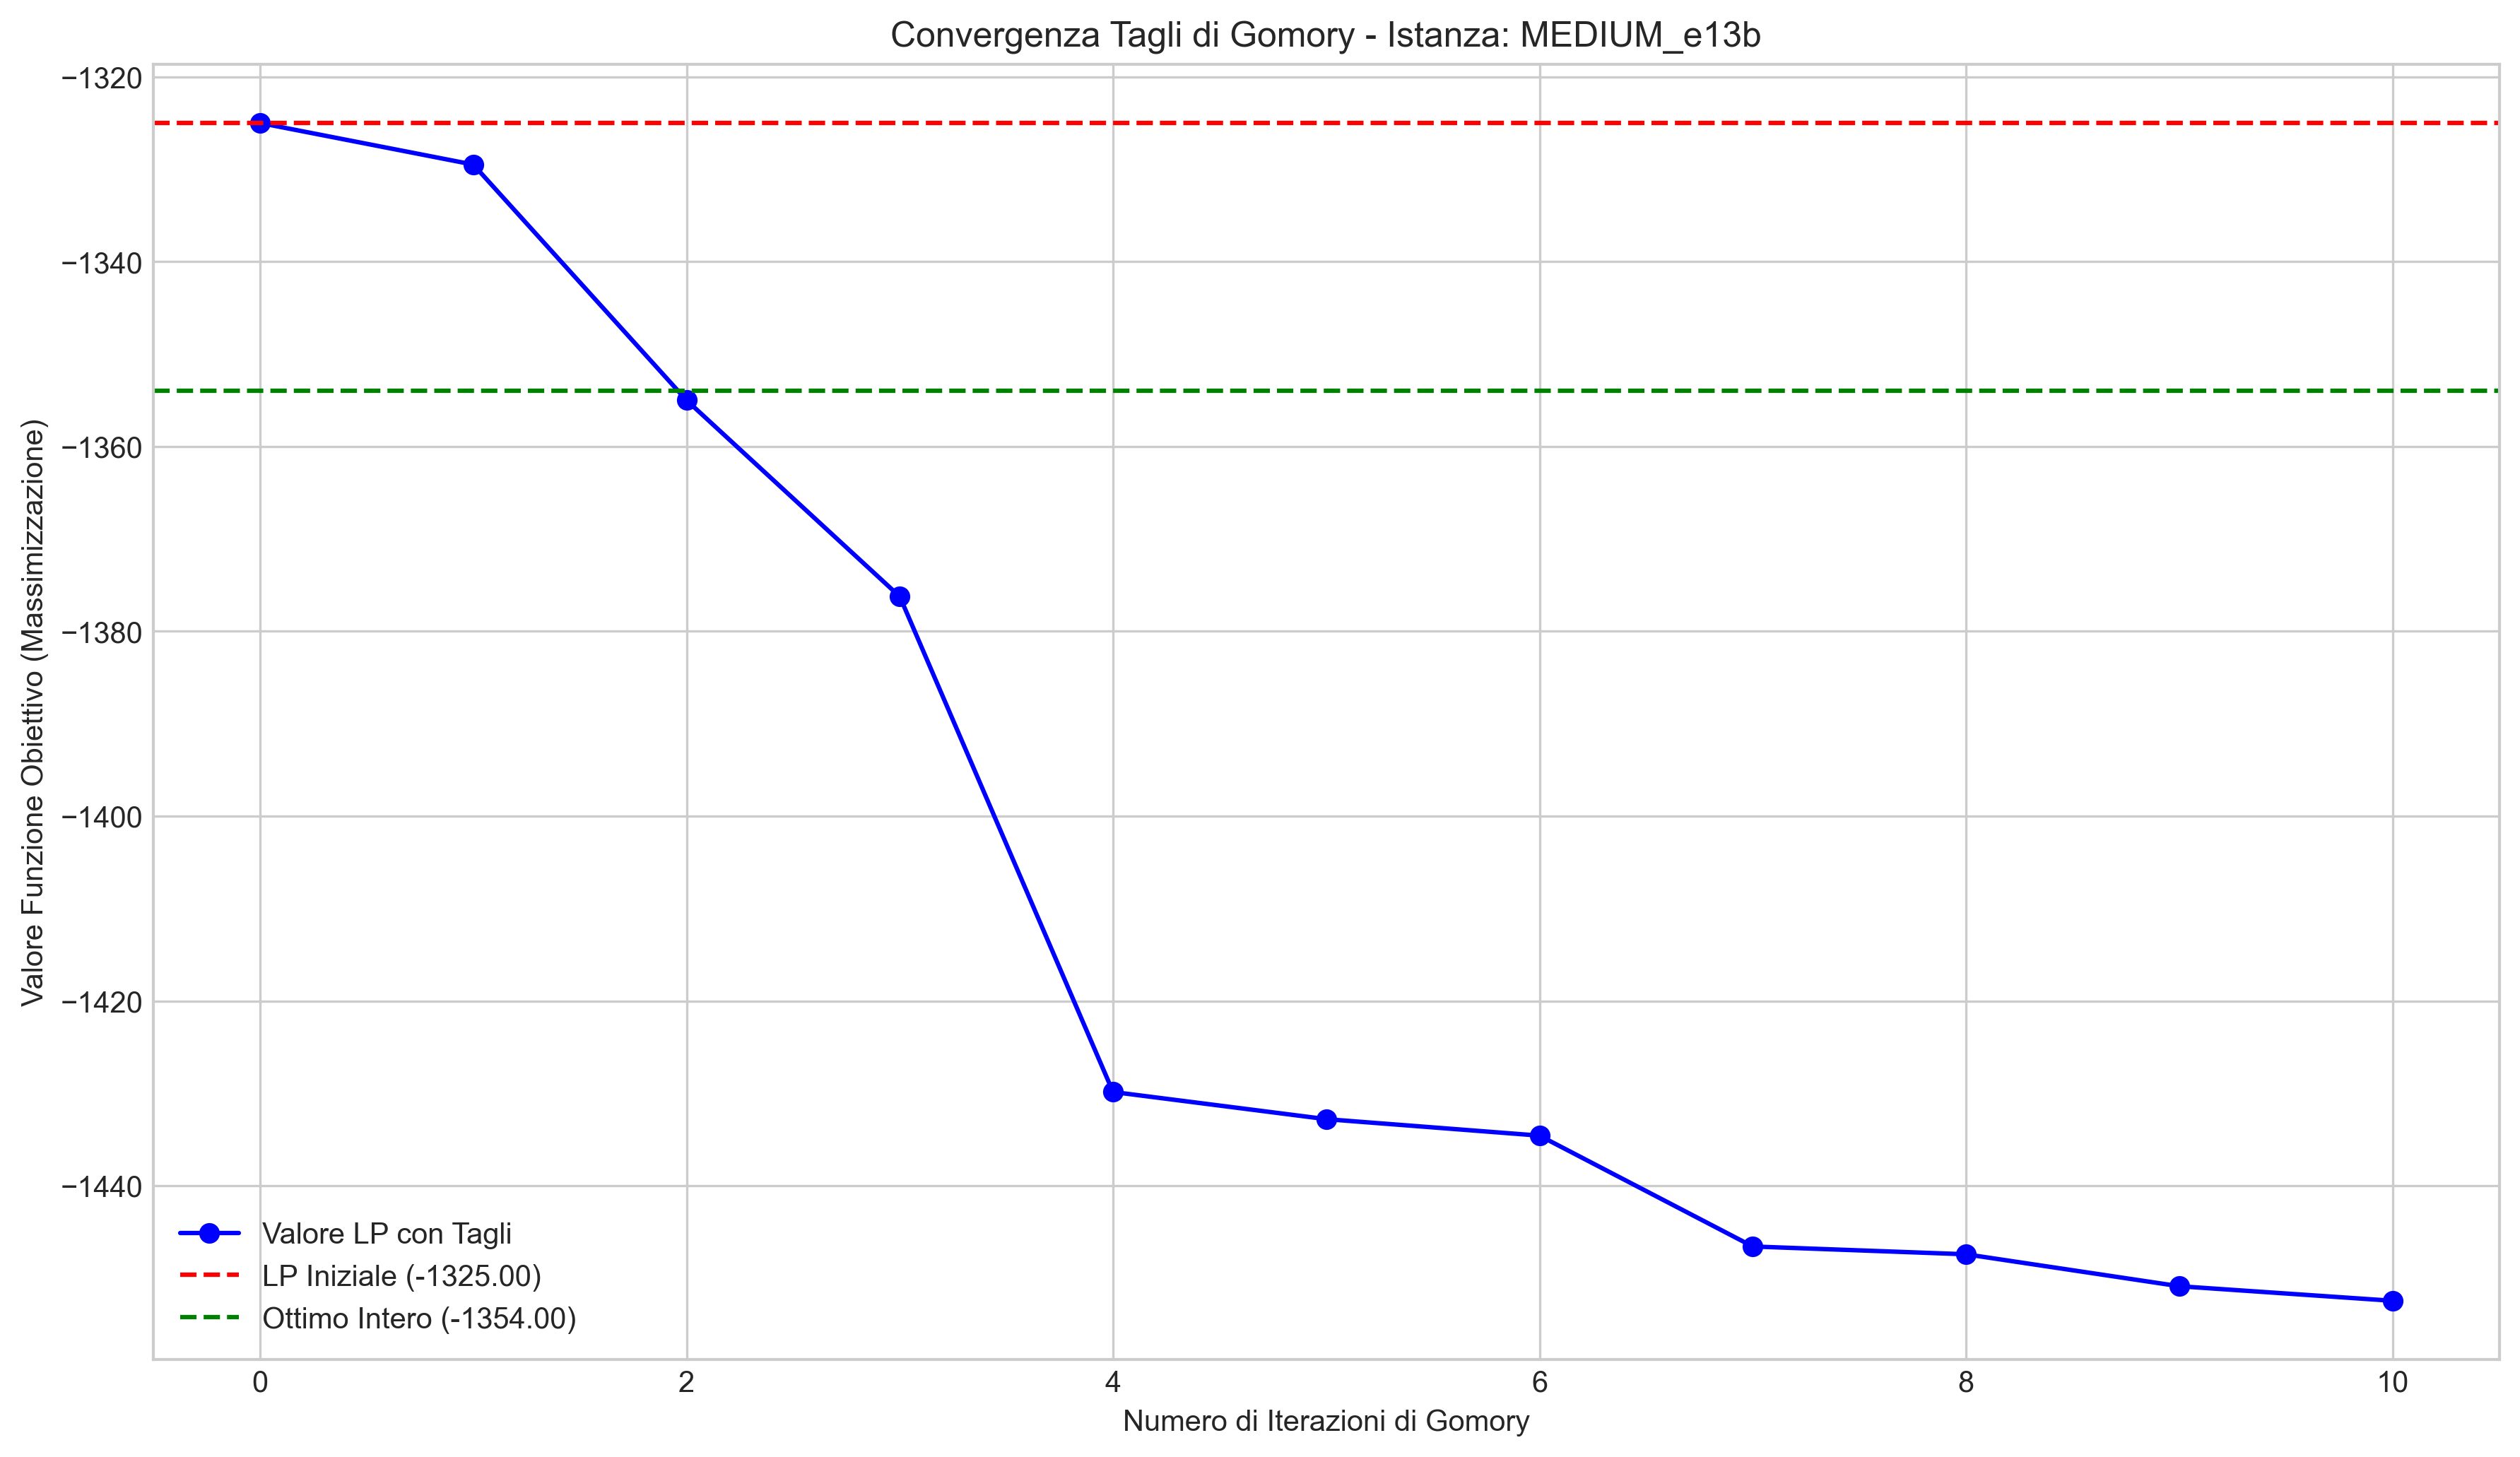 Convergenza Tagli di Gomory - Istanza: MEDIUM_e13b
Valore Funzione Obiettivo (Massimizzazione)
−1320
−1340
−1360
−1380
−1400
−1420
−1440
Valore LP con Tagli
LP Iniziale (-1325.00)
Ottimo Intero (-1354.00)
0
2
4
6
8
10
Numero di Iterazioni di Gomory